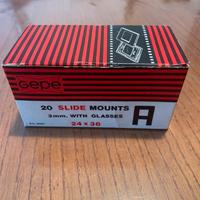 Gepe
20 SLIDE MOUNTS
3mm. WITH GLASSES
24 x 36
A